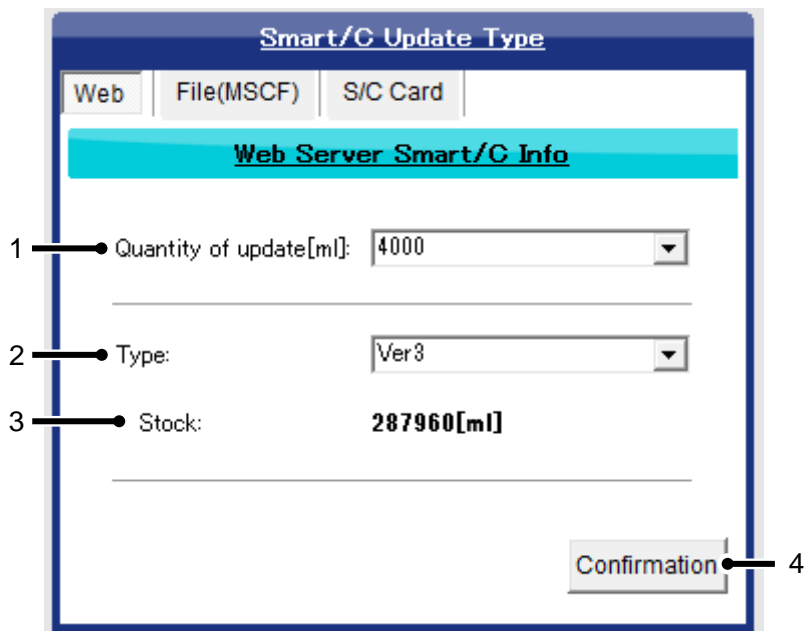 Smart/C Update Type
Web File(MSCF) S/C Card
Web Server Smart/C Info
1 Quantity of update[ml]: 4000
2 Type: Ver3
3 Stock: 287960[ml]
Confirmation 4